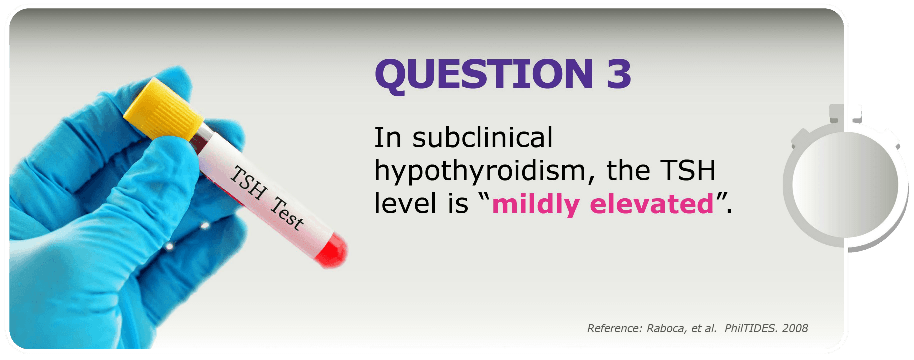 QUESTION 3
In subclinical
hypothyroidism, the TSH
level is “mildly elevated”.
TSH Test
Reference: Raboca, et al. PhilTIDES. 2008